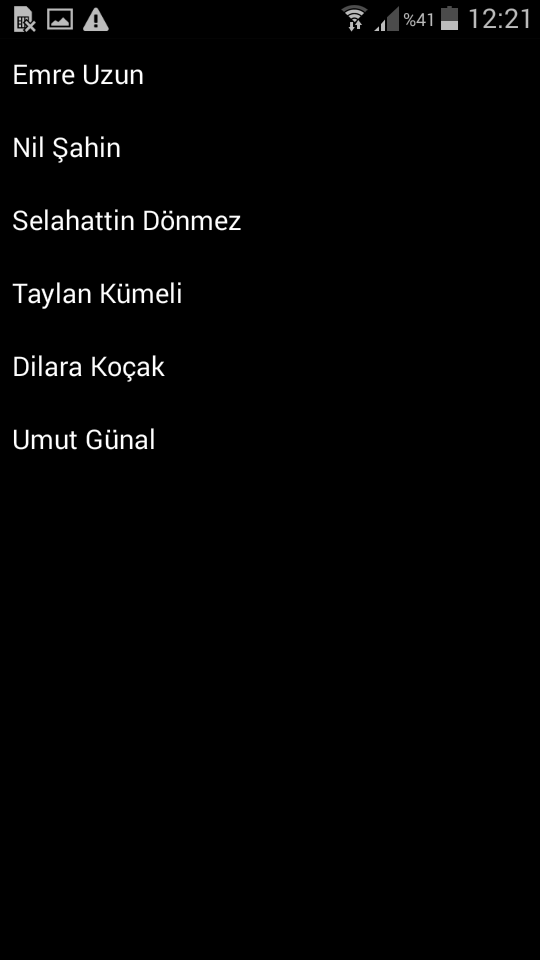 %41 12:21
Emre Uzun
Nil Şahin
Selahattin Dönmez
Taylan Kümeli
Dilara Koçak
Umut Günal